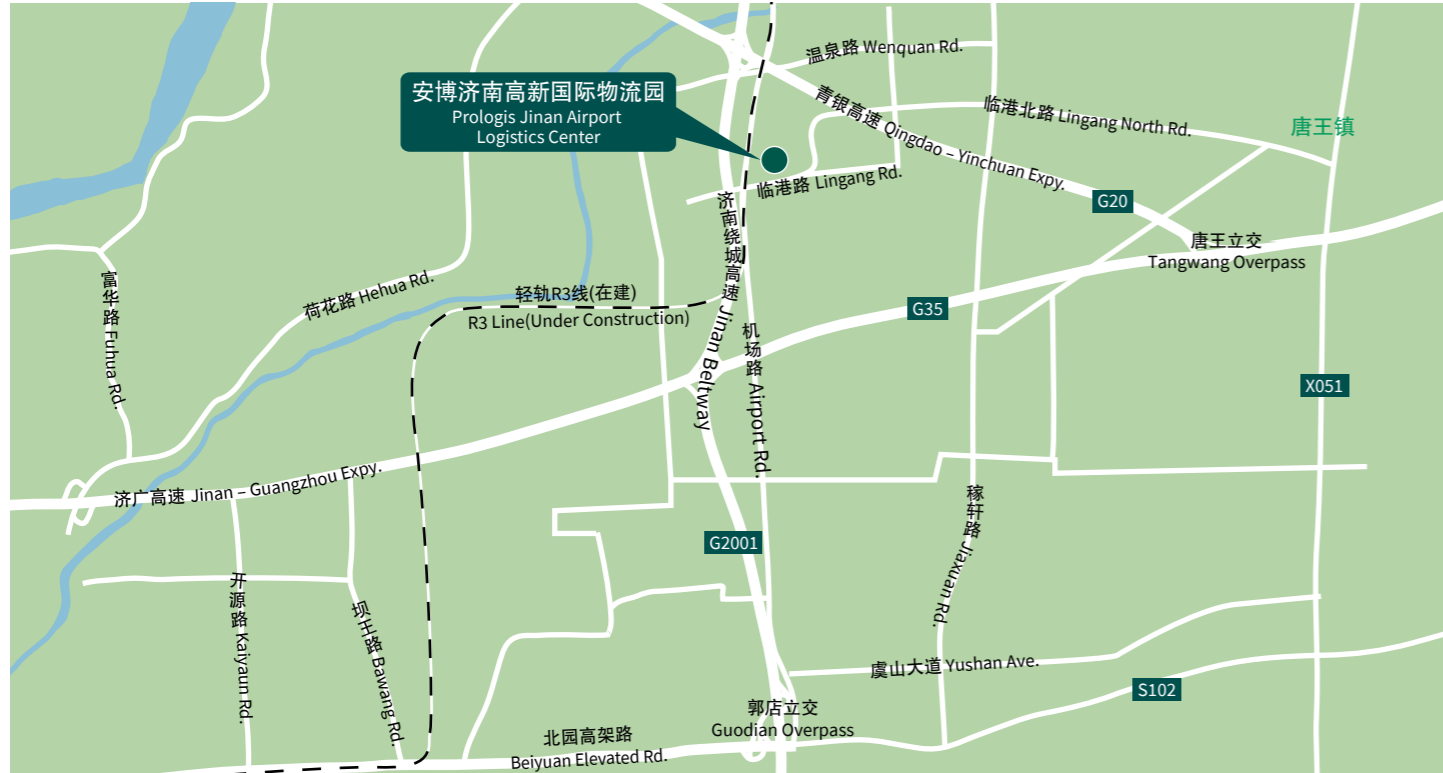 温泉路 Wenquan Rd.
安博济南高新国际物流园
Prologis Jinan Airport
Logistics Center
青银高速 Qingdao – Yinchuan Expy.
临港北路 Lingang North Rd.
唐王镇
临港路 Lingang Rd.
G20
济南绕城高速 Jinan Beltway
唐王立交
Tangwang Overpass
富华路 Fuhua Rd.
荷花路 Hehua Rd.
轻轨R3线(在建)
R3 Line(Under Construction)
G35
机场路 Airport Rd.
X051
济广高速 Jinan – Guangzhou Expy.
稼轩路 Jiaxuan Rd.
G2001
开源路 Kaiyaun Rd.
坝王路 Bawang Rd.
虞山大道 Yushan Ave.
S102
郭店立交
Guodian Overpass
北园高架路
Beiyuan Elevated Rd.